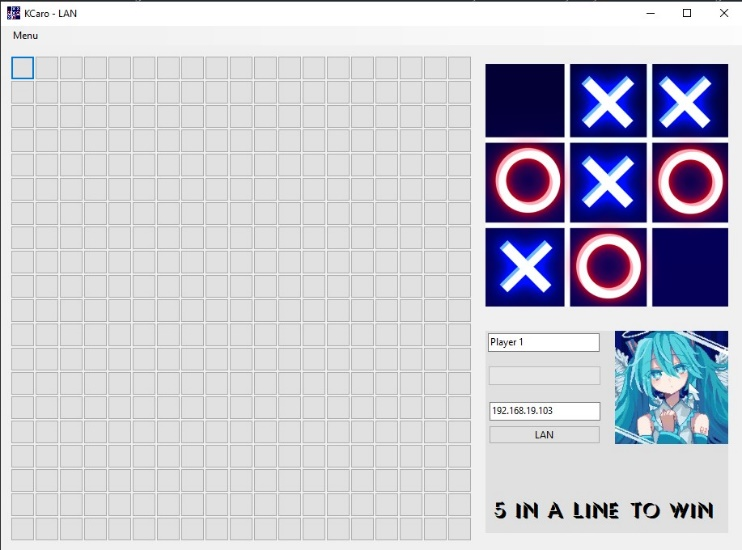 KCaro - LAN
Menu
Player 1
192.168.19.103
LAN
5 IN A LINE TO WIN